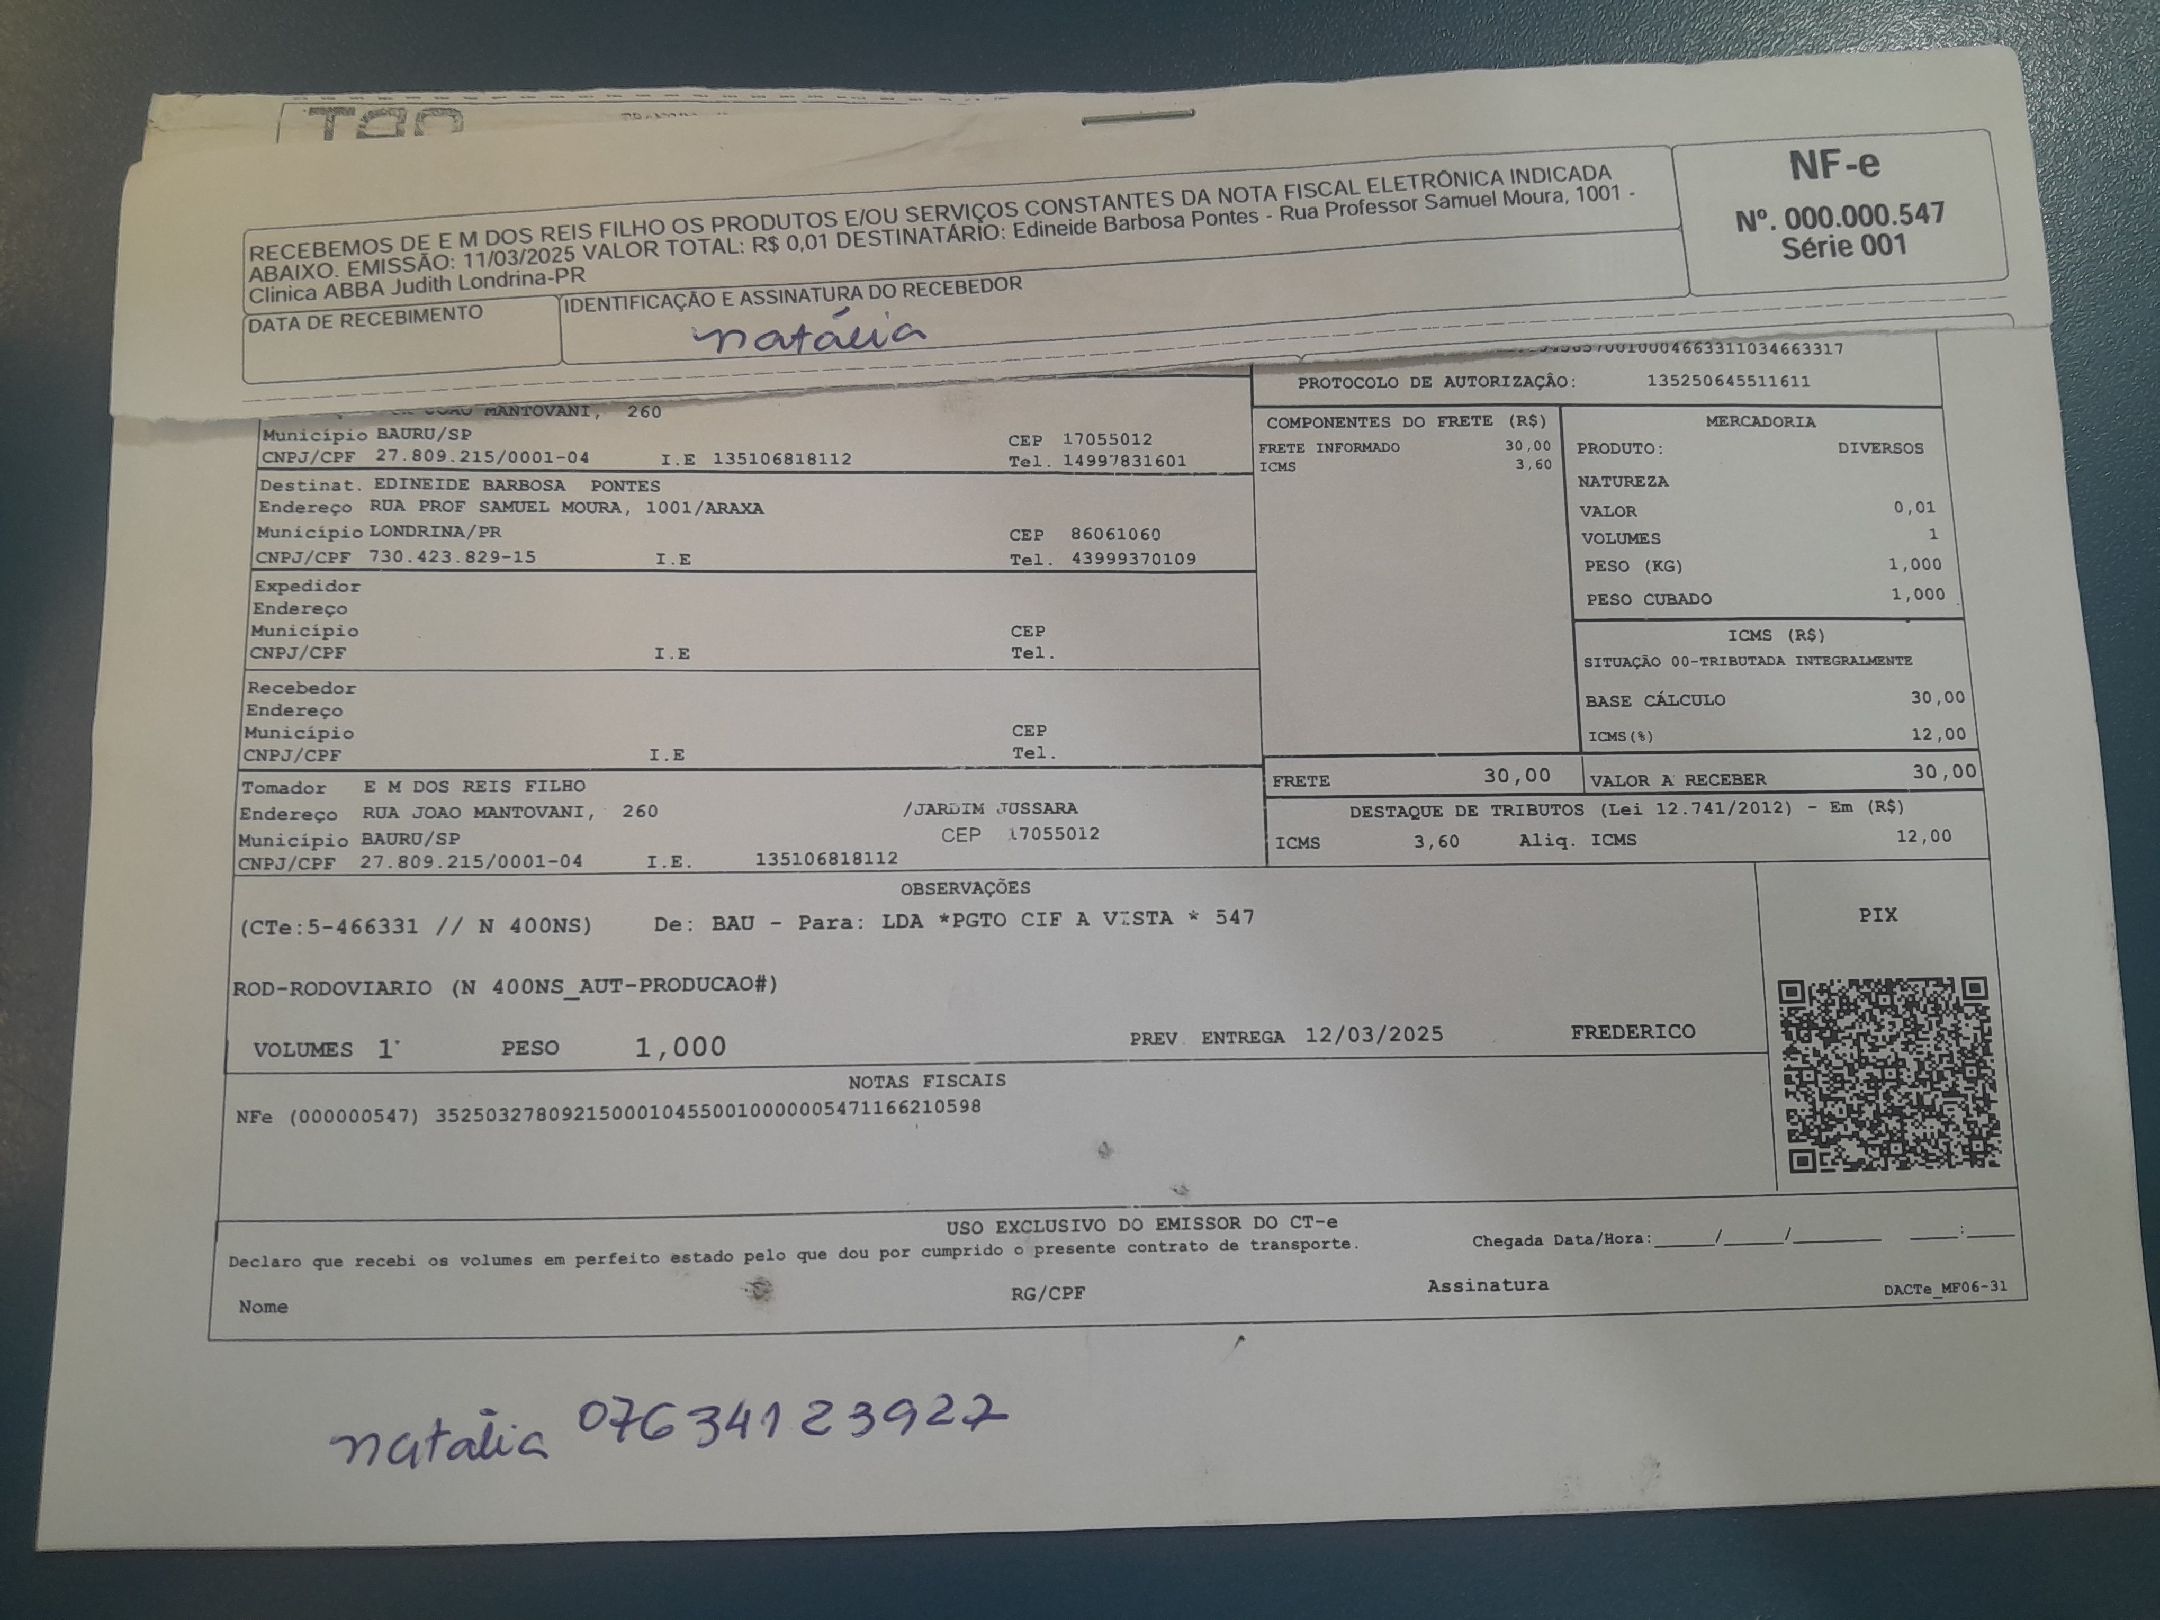 RECEBEMOS DE E M DOS REIS FILHO OS PRODUTOS E/OU SERVIÇOS CONSTANTES DA NOTA FISCAL ELETRÔNICA INDICADA
ABAIXO. EMISSÃO: 11/03/2025 VALOR TOTAL: R$ 0,01 DESTINATÁRIO: Edineide Barbosa Pontes - Rua Professor Samuel Moura, 1001 -
Clinica ABBA Judith Londrina-PR
DATA DE RECEBIMENTO
IDENTIFICAÇÃO E ASSINATURA DO RECEBEDOR
natália
NF-e
Nº. 000.000.547
Série 001
PROTOCOLO DE AUTORIZAÇÃO: 135250645511611
JOAO MANTOVANI, 260
Município BAURU/SP CEP 17055012
CNPJ/CPF 27.809.215/0001-04 I.E 135106818112 Tel. 14997831601
Destinat. EDINEIDE BARBOSA PONTES
Endereço RUA PROF SAMUEL MOURA, 1001/ARAXA
Município LONDRINA/PR CEP 86061060
CNPJ/CPF 730.423.829-15 I.E Tel. 43999370109
Expedidor
Endereço
Município CEP
CNPJ/CPF I.E Tel.
Recebedor
Endereço
Município CEP
CNPJ/CPF I.E Tel.
Tomador E M DOS REIS FILHO
Endereço RUA JOAO MANTOVANI, 260 /JARDIM JUSSARA
Município BAURU/SP CEP 17055012
CNPJ/CPF 27.809.215/0001-04 I.E. 135106818112
COMPONENTES DO FRETE (R$)
FRETE INFORMADO 30,00
ICMS 3,60
MERCADORIA
PRODUTO: DIVERSOS
NATUREZA
VALOR 0,01
VOLUMES 1
PESO (KG) 1,000
PESO CUBADO 1,000
ICMS (R$)
SITUAÇÃO 00-TRIBUTADA INTEGRALMENTE
BASE CÁLCULO 30,00
ICMS(%) 12,00
FRETE 30,00 VALOR A RECEBER 30,00
DESTAQUE DE TRIBUTOS (Lei 12.741/2012) - Em (R$)
ICMS 3,60 Aliq. ICMS 12,00
OBSERVAÇÕES
(CTe:5-466331 // N 400NS) De: BAU - Para: LDA *PGTO CIF A VISTA * 547
ROD-RODOVIARIO (N 400NS_AUT-PRODUCAO#)
VOLUMES 1 PESO 1,000 PREV. ENTREGA 12/03/2025 FREDERICO
PIX
NOTAS FISCAIS
NFe (000000547) 35250327809215000104550010000005471166210598
USO EXCLUSIVO DO EMISSOR DO CT-e
Declaro que recebi os volumes em perfeito estado pelo que dou por cumprido o presente contrato de transporte.
Chegada Data/Hora:_____/_____/_______ ____:____
Nome RG/CPF Assinatura DACTe_MF06-31
natália 07634123927